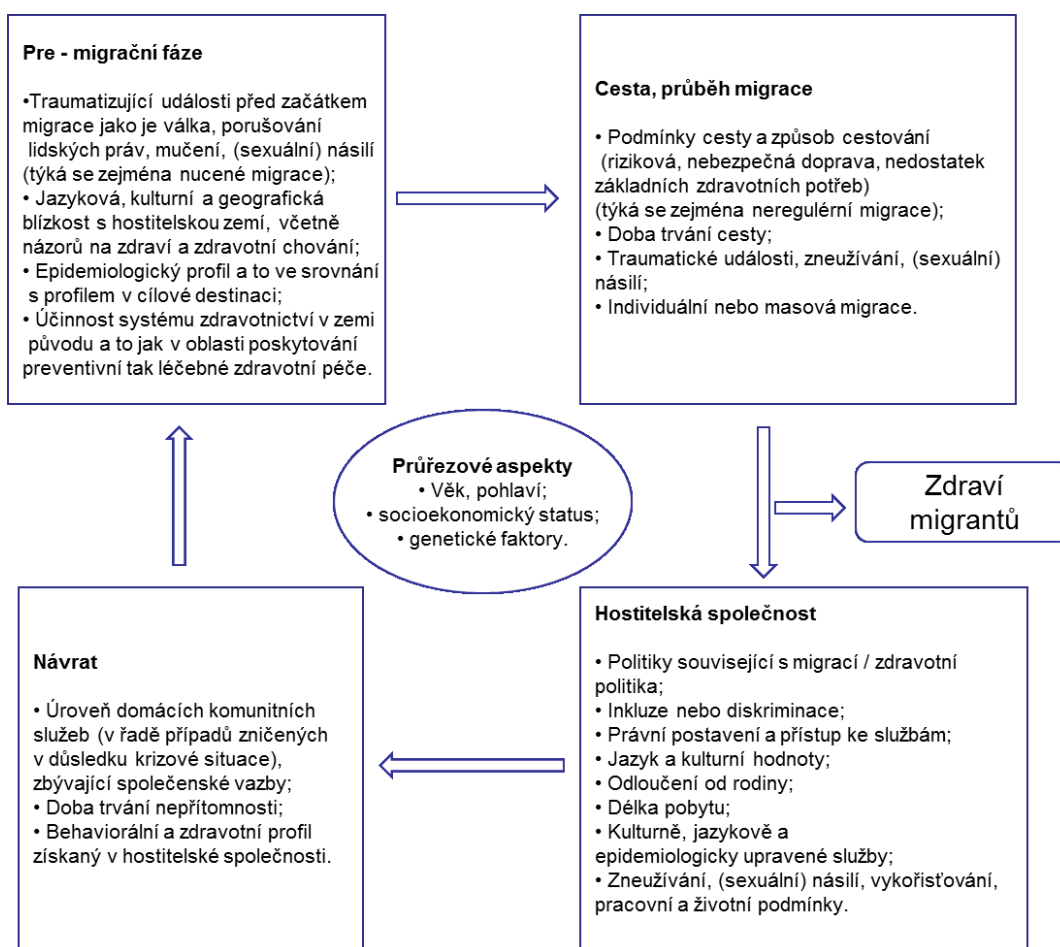 Pre - migrační fáze
•Traumatizující události před začátkem
migrace jako je válka, porušování
lidských práv, mučení, (sexuální) násilí
(týká se zejména nucené migrace);
• Jazyková, kulturní a geografická
blízkost s hostitelskou zemí, včetně
názorů na zdraví a zdravotní chování;
• Epidemiologický profil a to ve srovnání
s profilem v cílové destinaci;
• Účinnost systému zdravotnictví v zemi
původu a to jak v oblasti poskytování
preventivní tak léčebné zdravotní péče.
Cesta, průběh migrace
• Podmínky cesty a způsob cestování
(riziková, nebezpečná doprava, nedostatek
základních zdravotních potřeb)
(týká se zejména neregulérní migrace);
• Doba trvání cesty;
• Traumatické události, zneužívání, (sexuální)
násilí;
• Individuální nebo masová migrace.
Průřezové aspekty
• Věk, pohlaví;
• socioekonomický status;
• genetické faktory.
Zdraví
migrantů
Návrat
• Úroveň domácích komunitních
služeb (v řadě případů zničených
v důsledku krizové situace),
zbývající společenské vazby;
• Doba trvání nepřítomnosti;
• Behaviorální a zdravotní profil
získaný v hostitelské společnosti.
Hostitelská společnost
• Politiky související s migrací / zdravotní
politika;
• Inkluze nebo diskriminace;
• Právní postavení a přístup ke službám;
• Jazyk a kulturní hodnoty;
• Odloučení od rodiny;
• Délka pobytu;
• Kulturně, jazykově a
epidemiologicky upravené služby;
• Zneužívání, (sexuální) násilí, vykořisťování,
pracovní a životní podmínky.